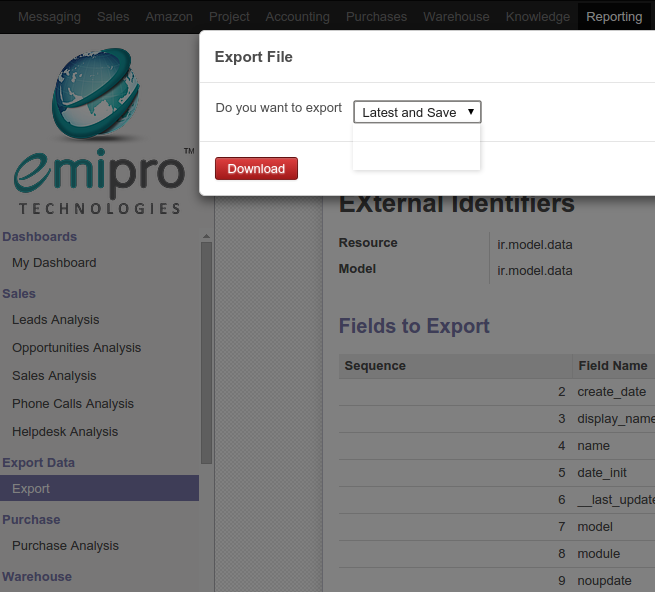 Messaging Sales Amazon Project Accounting Purchases Warehouse Knowledge Reporting
Export File
Do you want to export Latest and Save
Download
emipro TM
TECHNOLOGIES
Dashboards
My Dashboard
Sales
Leads Analysis
Opportunities Analysis
Sales Analysis
Phone Calls Analysis
Helpdesk Analysis
Export Data
Export
Purchase
Purchase Analysis
Warehouse
EXternal Identifiers
Resource ir.model.data
Model ir.model.data
Fields to Export
Sequence Field Name
2 create_date
3 display_name
4 name
5 date_init
6 __last_update
7 model
8 module
9 noupdate